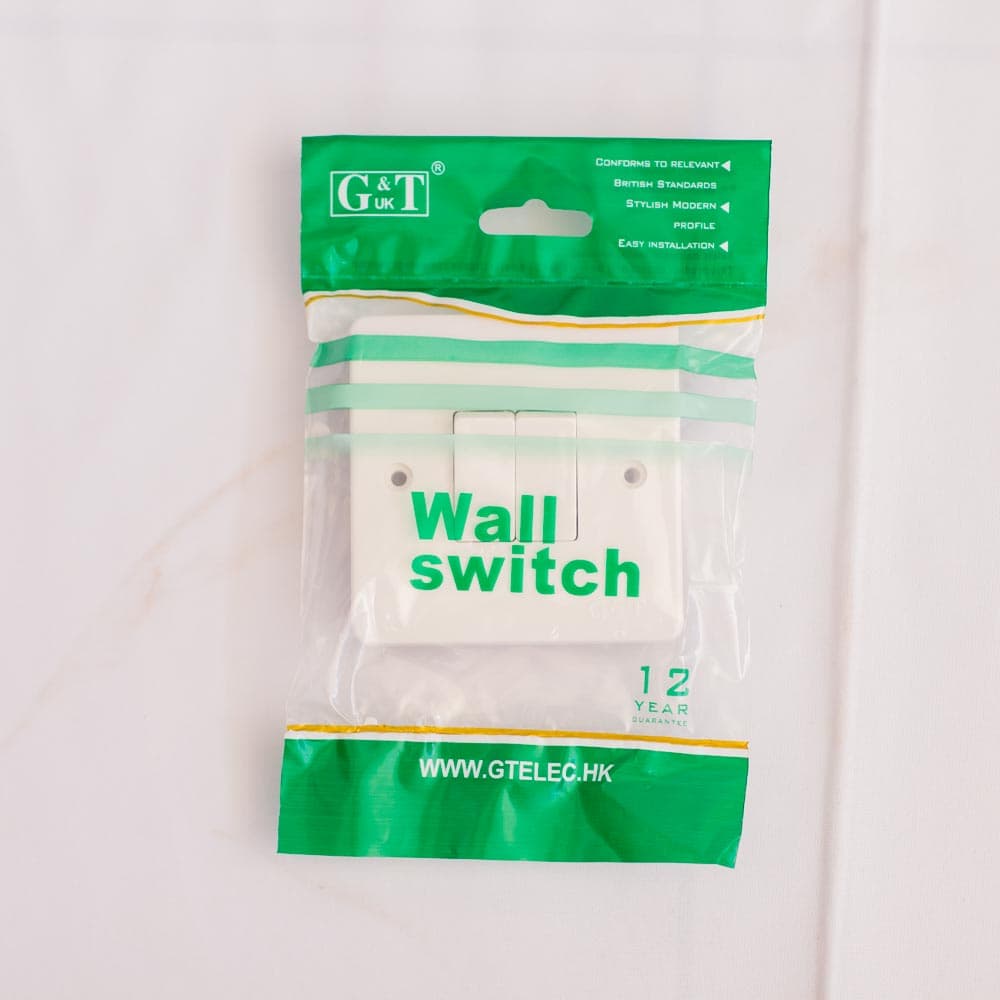 G&T®
UK
CONFORMS TO RELEVANT
BRITISH STANDARDS
STYLISH MODERN
PROFILE
EASY INSTALLATION
Wall
switch
12
YEAR
GUARANTEE
WWW.GTELEC.HK